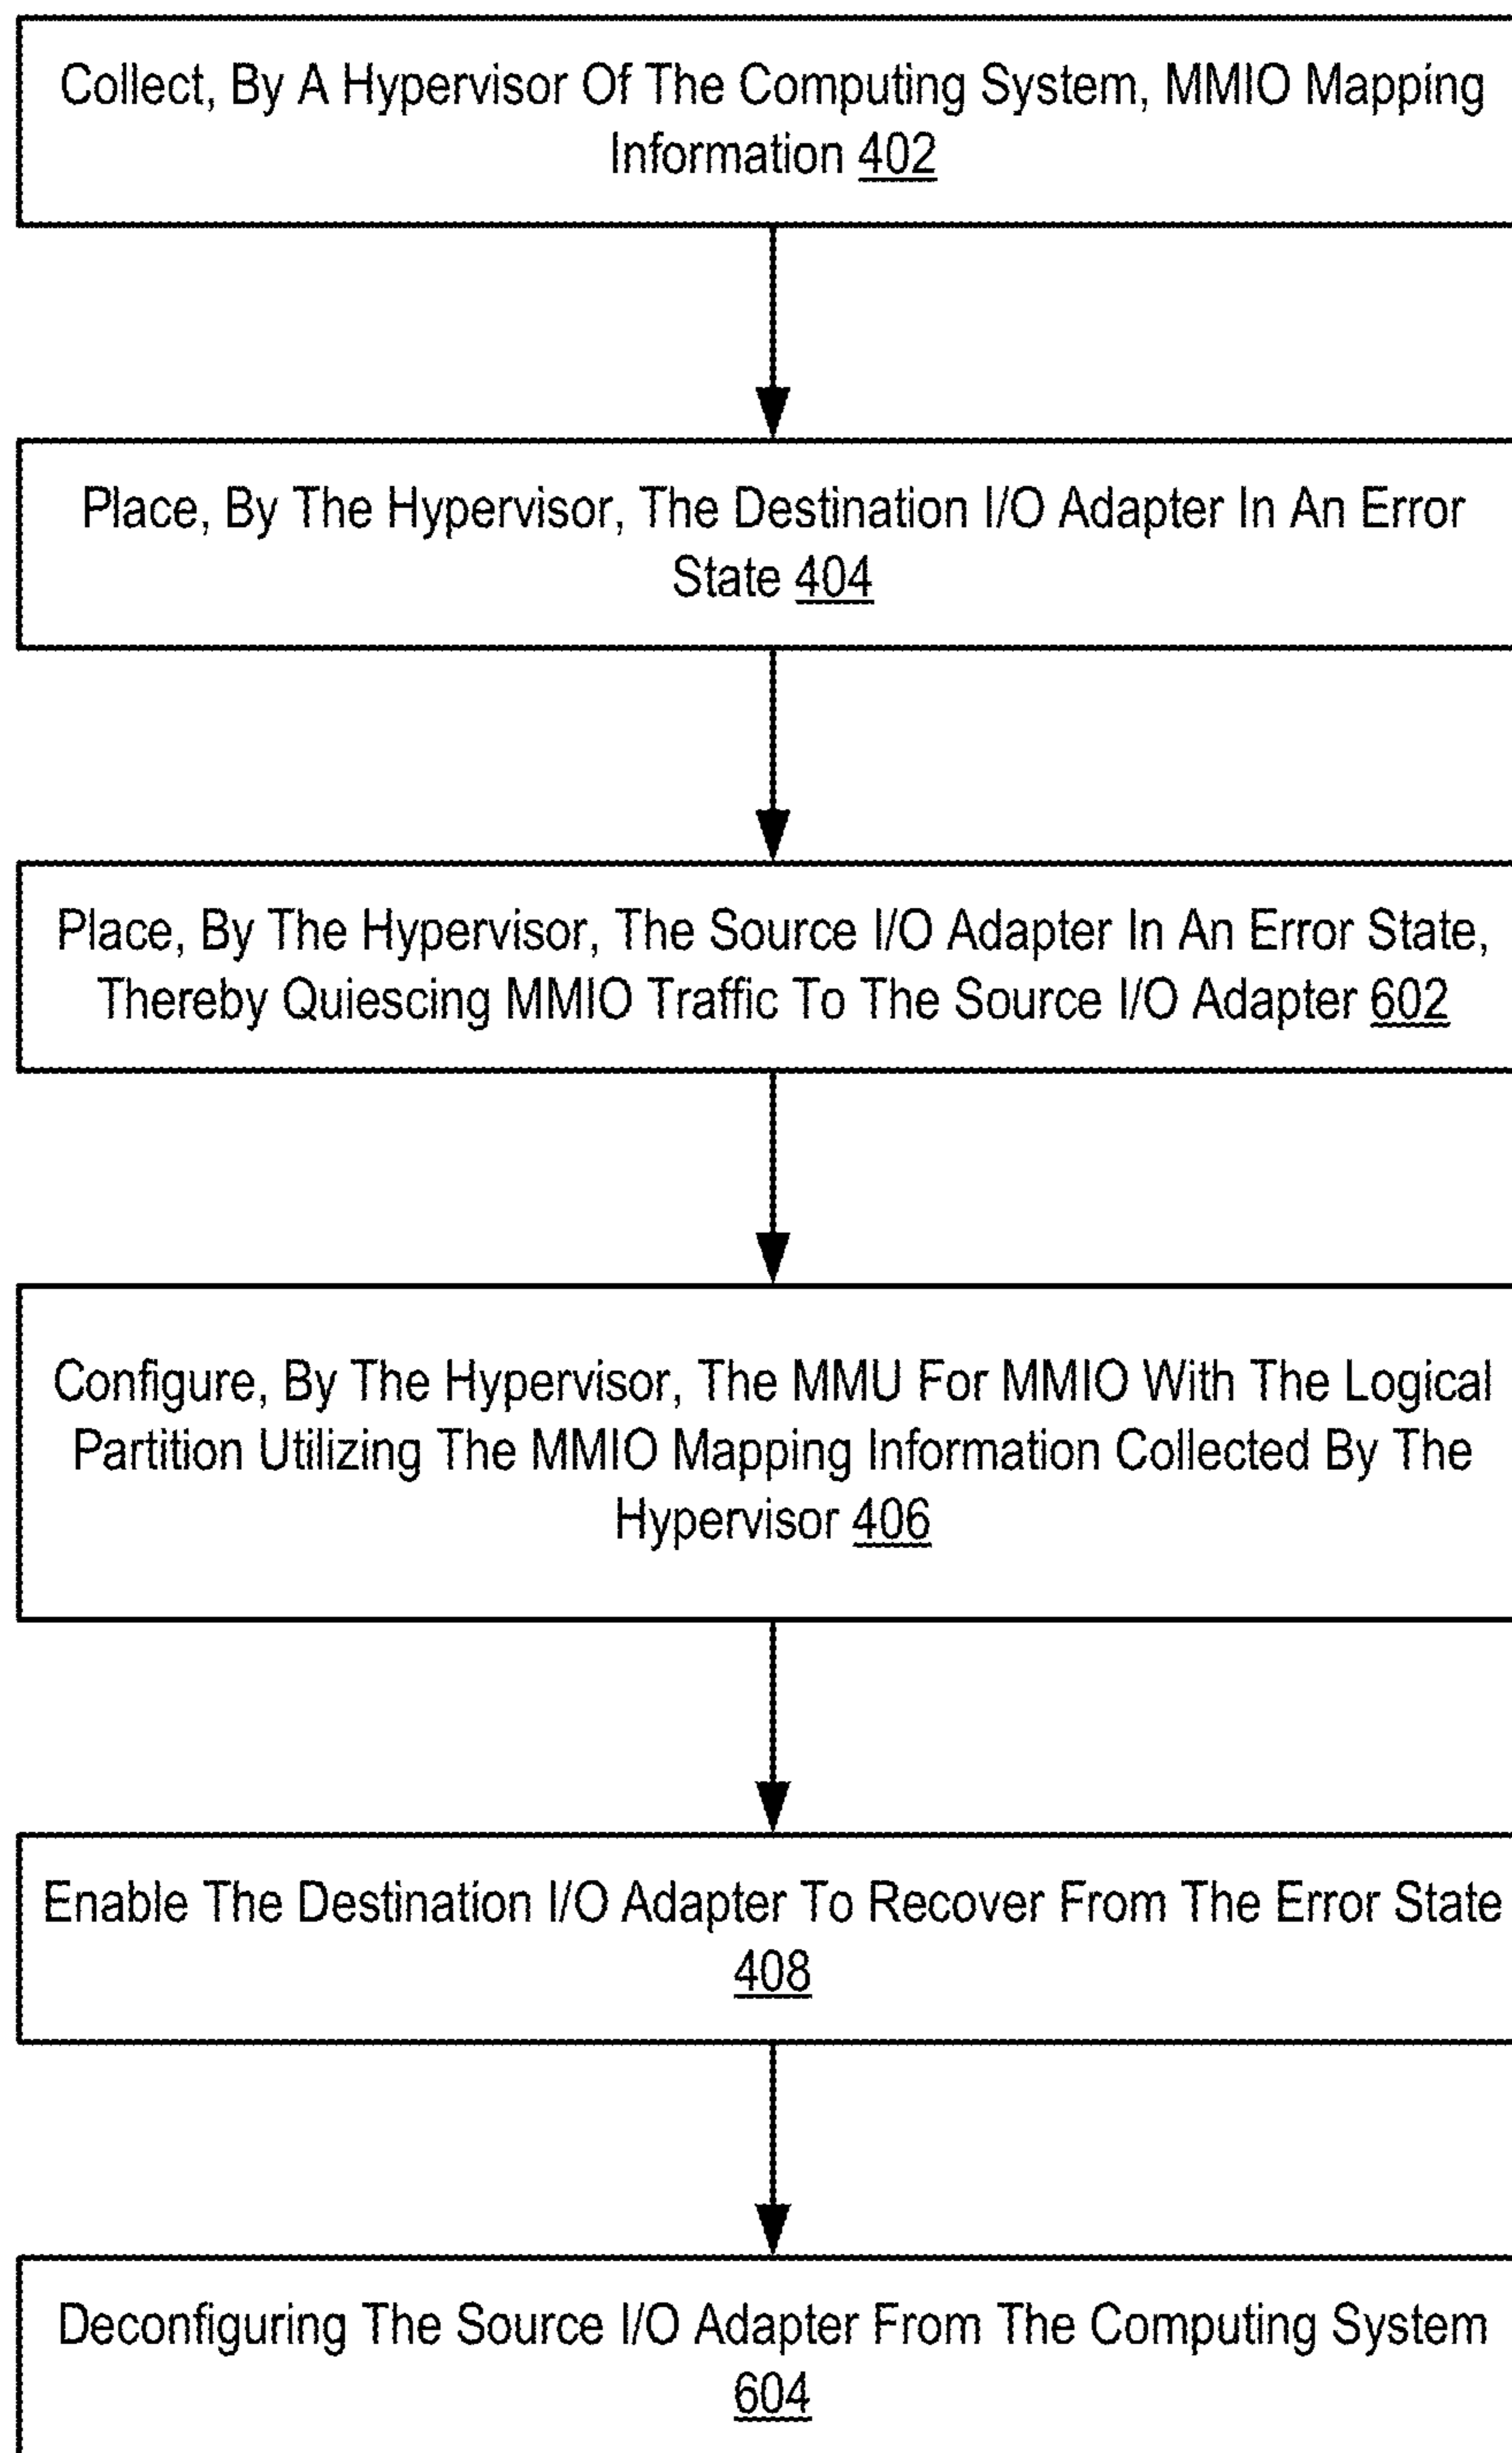 Collect, By A Hypervisor Of The Computing System, MMIO Mapping
Information 402
Place, By The Hypervisor, The Destination I/O Adapter In An Error
State 404
Place, By The Hypervisor, The Source I/O Adapter In An Error State,
Thereby Quiescing MMIO Traffic To The Source I/O Adapter 602
Configure, By The Hypervisor, The MMU For MMIO With The Logical
Partition Utilizing The MMIO Mapping Information Collected By The
Hypervisor 406
Enable The Destination I/O Adapter To Recover From The Error State
408
Deconfiguring The Source I/O Adapter From The Computing System
604